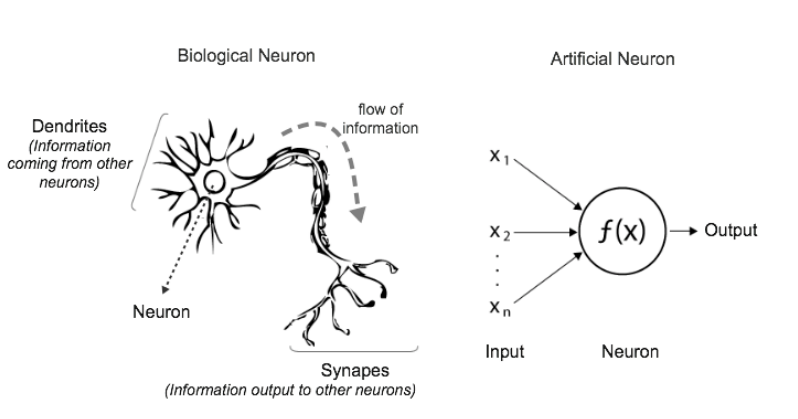 Biological Neuron
Artificial Neuron
Dendrites
(Information
coming from other
neurons)
flow of
information
Neuron
Synapes
(Information output to other neurons)
x1
x2
xn
f(x)
Output
Input
Neuron